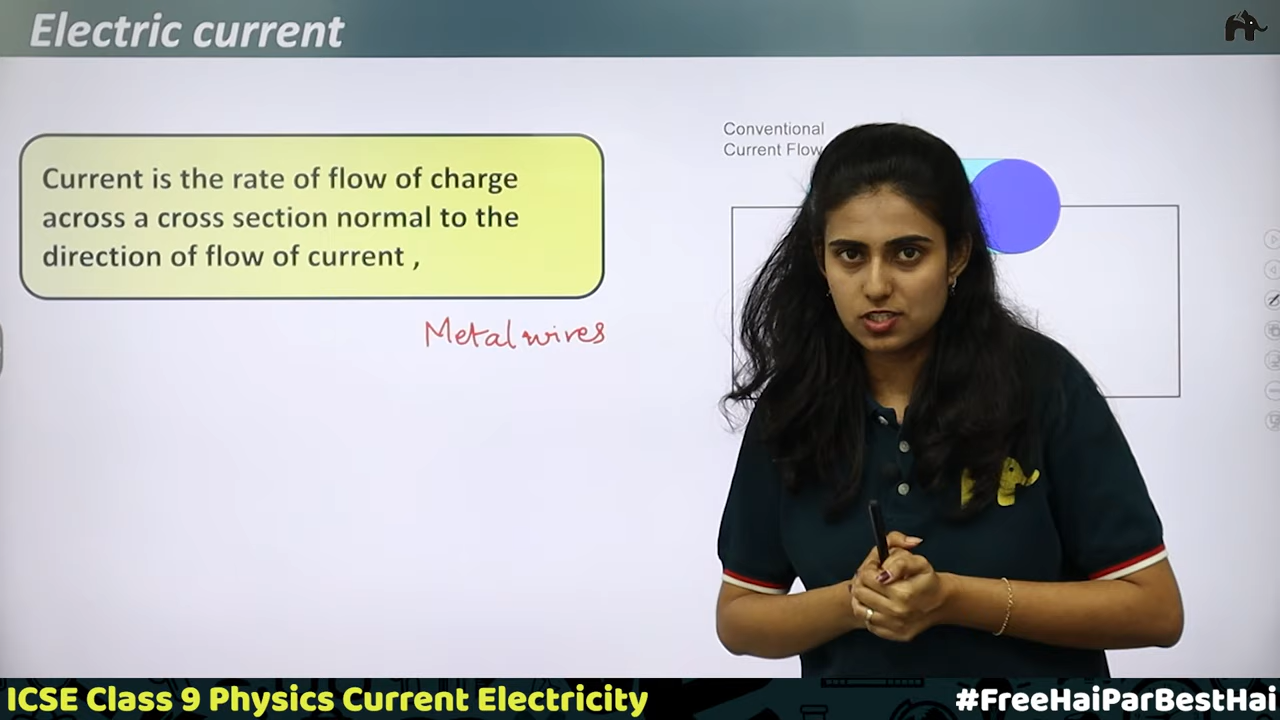 Electric current
Current is the rate of flow of charge
across a cross section normal to the
direction of flow of current ,
Metal wires
Conventional
Current Flow
ICSE Class 9 Physics Current Electricity
#FreeHaiParBestHai